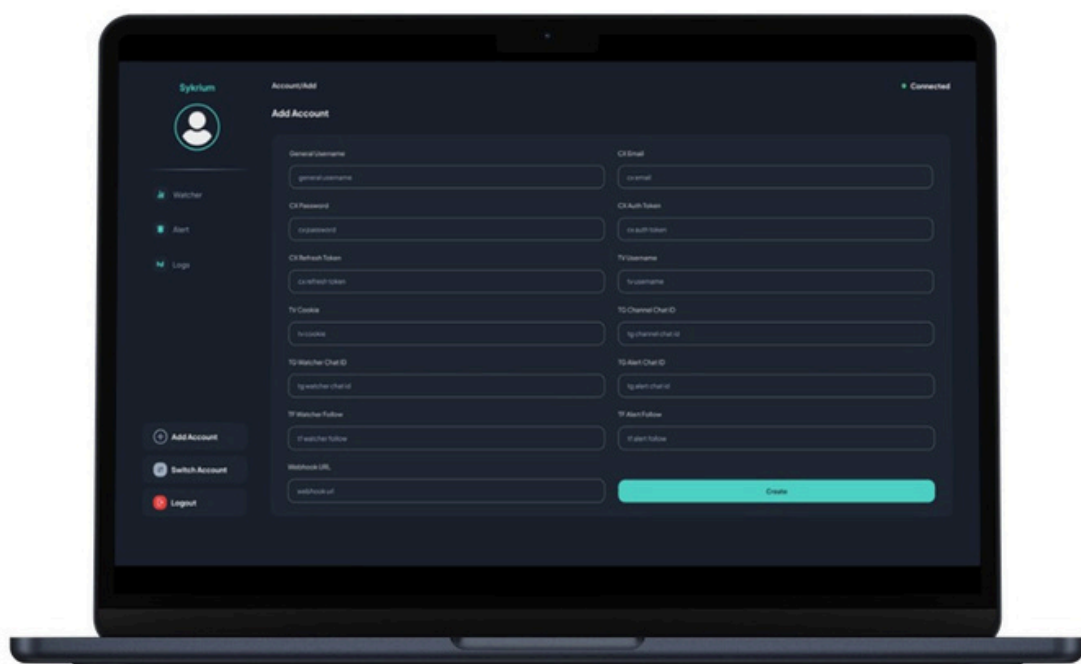 Sykrium
Account/Add
Connected
Add Account
General Username
CX Email
general username
cx email
Watcher
CX Password
CX Auth Token
Alert
cx password
cx auth token
CX Refresh Token
TV Username
Logs
cx refresh token
tv username
TV Cookie
TG Channel Chat ID
tv cookie
tg channel chat id
TG Watcher Chat ID
TG Alert Chat ID
tg watcher chat id
tg alert chat id
TF Watcher Follow
TF Alert Follow
Add Account
tf watcher follow
tf alert follow
Switch Account
Webhook URL
webhook url
Create
Logout